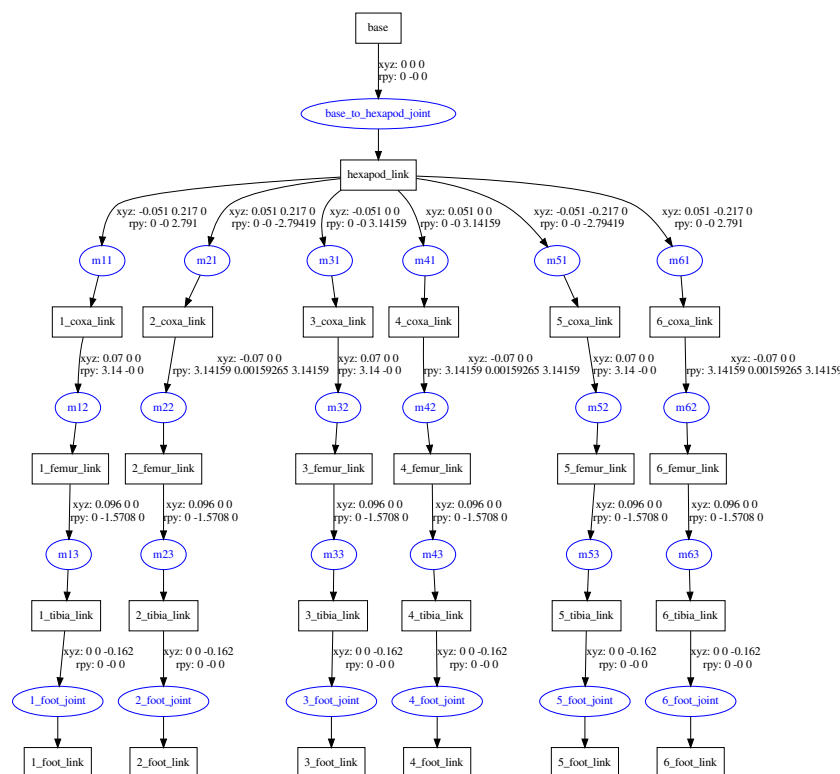 base
xyz: 0 0 0
rpy: 0 -0 0
base_to_hexapod_joint
hexapod_link
xyz: -0.051 0.217 0
rpy: 0 -0 2.791
xyz: 0.051 0.217 0
rpy: 0 -0 -2.79419
xyz: -0.051 0 0
rpy: 0 -0 3.14159
xyz: 0.051 0 0
rpy: 0 -0 3.14159
xyz: -0.051 -0.217 0
rpy: 0 -0 -2.79419
xyz: 0.051 -0.217 0
rpy: 0 -0 2.791
m11
m21
m31
m41
m51
m61
1_coxa_link
2_coxa_link
3_coxa_link
4_coxa_link
5_coxa_link
6_coxa_link
xyz: 0.07 0 0
rpy: 3.14 -0 0
xyz: -0.07 0 0
rpy: 3.14159 0.00159265 3.14159
xyz: 0.07 0 0
rpy: 3.14 -0 0
xyz: -0.07 0 0
rpy: 3.14159 0.00159265 3.14159
xyz: 0.07 0 0
rpy: 3.14 -0 0
xyz: -0.07 0 0
rpy: 3.14159 0.00159265 3.14159
m12
m22
m32
m42
m52
m62
1_femur_link
2_femur_link
3_femur_link
4_femur_link
5_femur_link
6_femur_link
xyz: 0.096 0 0
rpy: 0 -1.5708 0
xyz: 0.096 0 0
rpy: 0 -1.5708 0
xyz: 0.096 0 0
rpy: 0 -1.5708 0
xyz: 0.096 0 0
rpy: 0 -1.5708 0
xyz: 0.096 0 0
rpy: 0 -1.5708 0
xyz: 0.096 0 0
rpy: 0 -1.5708 0
m13
m23
m33
m43
m53
m63
1_tibia_link
2_tibia_link
3_tibia_link
4_tibia_link
5_tibia_link
6_tibia_link
xyz: 0 0 -0.162
rpy: 0 -0 0
xyz: 0 0 -0.162
rpy: 0 -0 0
xyz: 0 0 -0.162
rpy: 0 -0 0
xyz: 0 0 -0.162
rpy: 0 -0 0
xyz: 0 0 -0.162
rpy: 0 -0 0
xyz: 0 0 -0.162
rpy: 0 -0 0
1_foot_joint
2_foot_joint
3_foot_joint
4_foot_joint
5_foot_joint
6_foot_joint
1_foot_link
2_foot_link
3_foot_link
4_foot_link
5_foot_link
6_foot_link